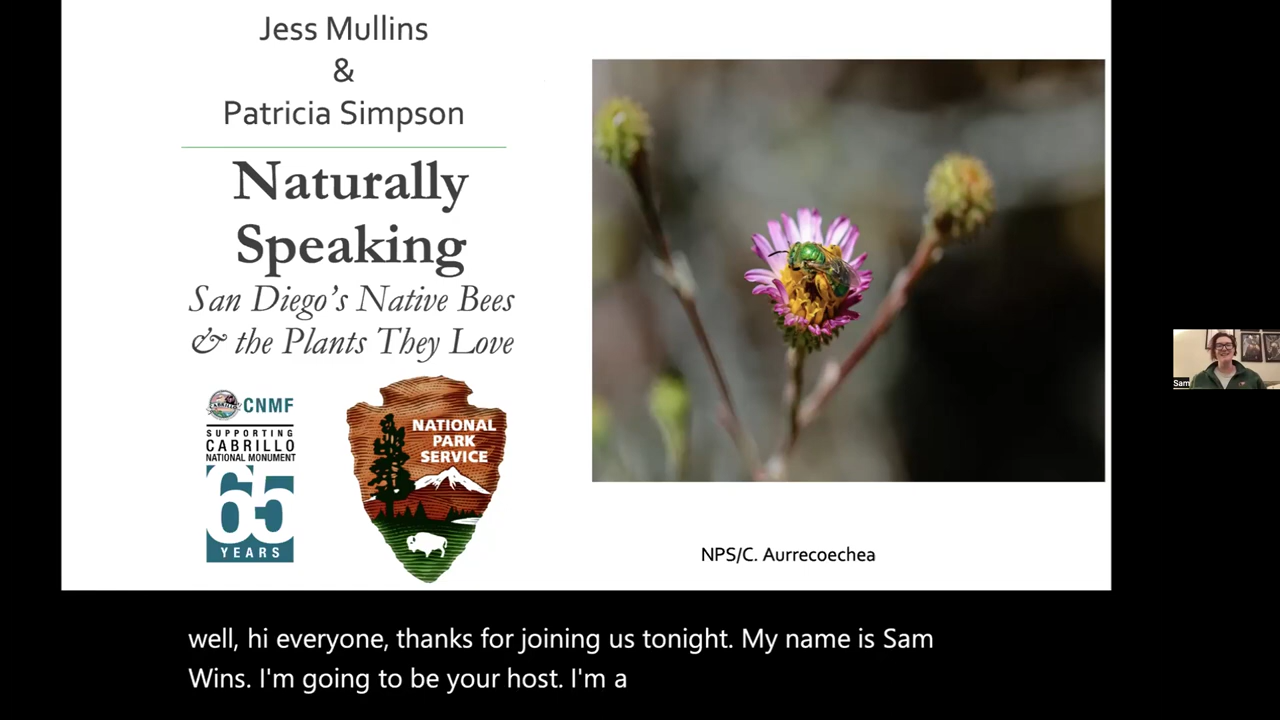 Jess Mullins
&
Patricia Simpson
Naturally
Speaking
San Diego's Native Bees
& the Plants They Love
CABRILLO
CNMF
SUPPORTING
CABRILLO
NATIONAL MONUMENT
65
YEARS
NATIONAL
PARK
SERVICE
NPS/C. Aurrecoechea
Sam
well, hi everyone, thanks for joining us tonight. My name is Sam
Wins. I'm going to be your host. I'm a